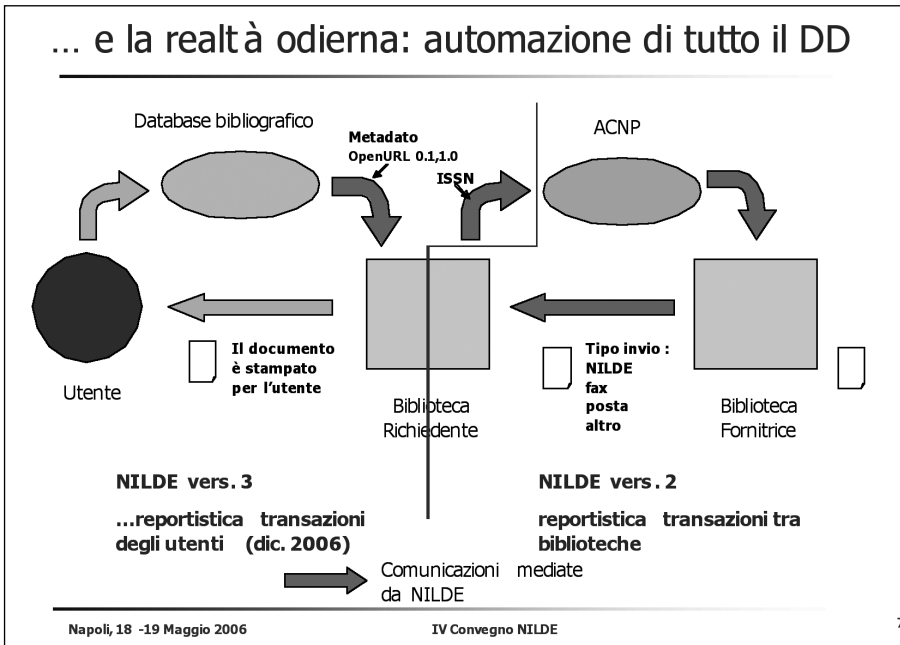 ... e la realtà odierna: automazione di tutto il DD
Database bibliografico
Metadato
OpenURL 0.1,1.0
ISSN
ACNP
Utente
Il documento
è stampato
per l'utente
Biblioteca
Richiedente
Tipo invio :
NILDE
fax
posta
altro
Biblioteca
Fornitrice
NILDE vers. 3
...reportistica transazioni
degli utenti (dic. 2006)
NILDE vers. 2
reportistica transazioni tra
biblioteche
Comunicazioni mediate
da NILDE
Napoli, 18 -19 Maggio 2006
IV Convegno NILDE
7